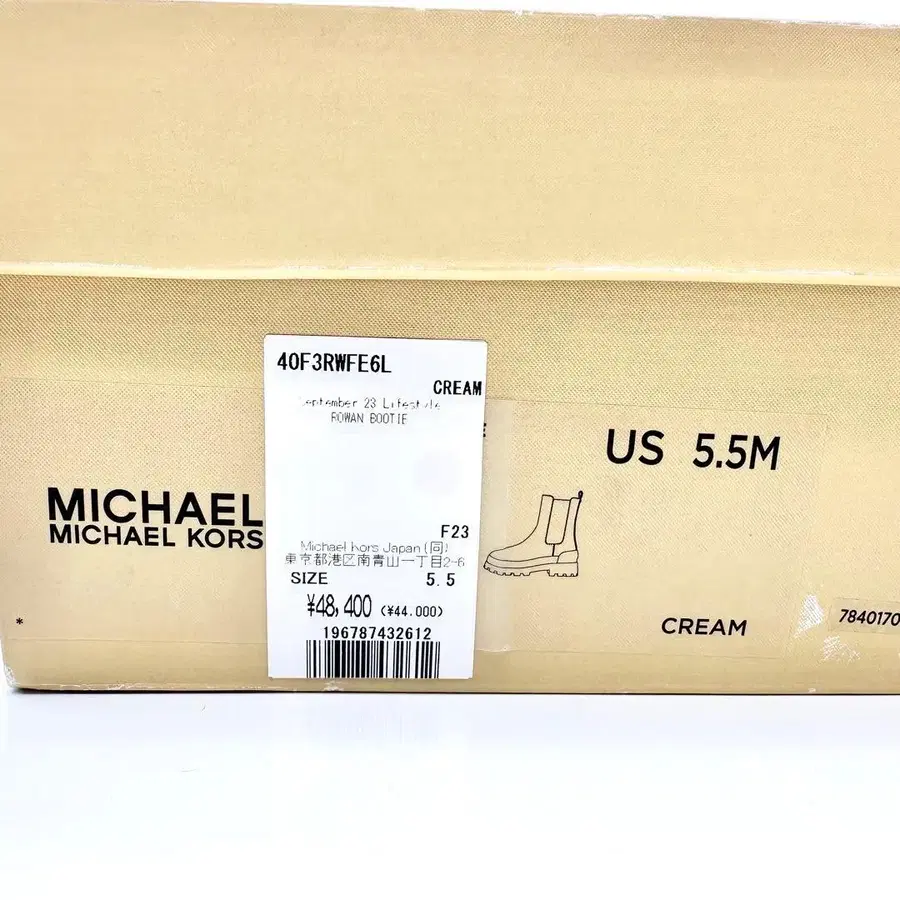 40F3RWFE6L
CREAM
September 23 Lifestyle
ROWAN BOOTIE
F23
Michael Kors Japan(同)
東京都港区南青山一丁目2-6
SIZE 5.5
¥48,400 (¥44.000)
196787432612
MICHAEL
MICHAEL KORS
*
US 5.5M
CREAM
7840170